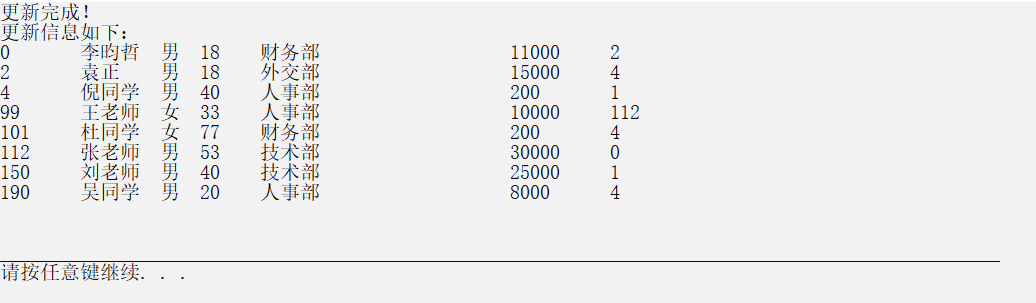 更新完成!
更新信息如下:
0 李昀哲 男 18 财务部 11000 2
2 袁正 男 18 外交部 15000 4
4 倪同学 男 40 人事部 200 1
99 王老师 女 33 人事部 10000 112
101 杜同学 女 77 财务部 200 4
112 张老师 男 53 技术部 30000 0
150 刘老师 男 40 技术部 25000 1
190 吴同学 男 20 人事部 8000 4
请按任意键继续. . .